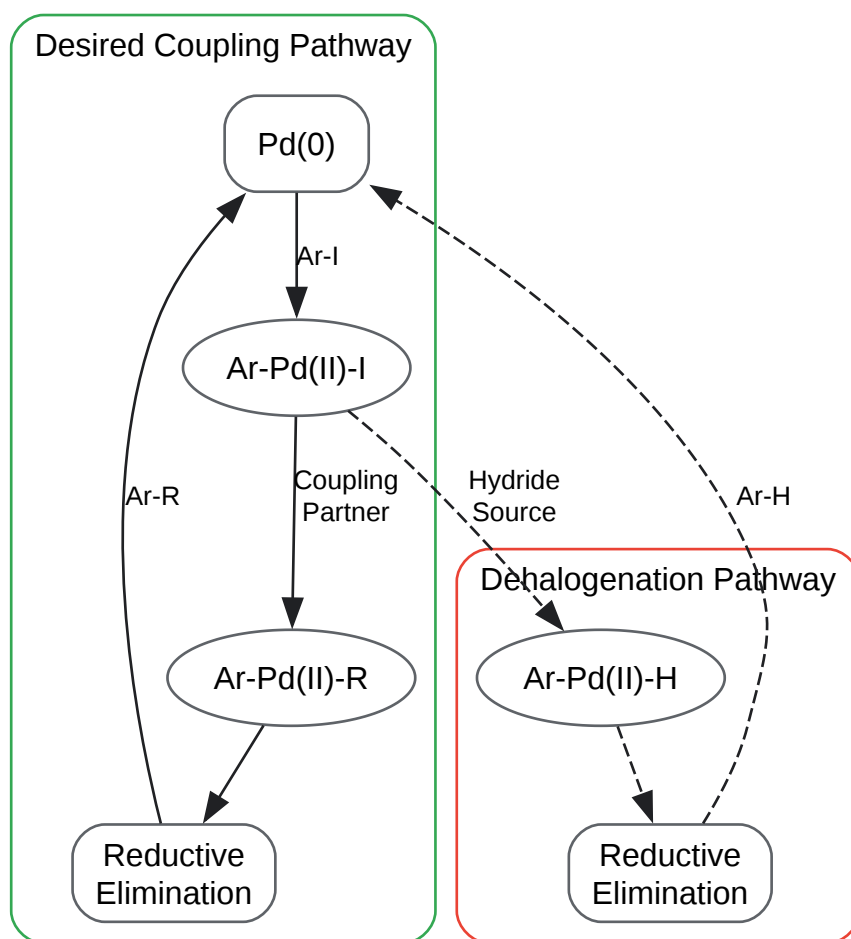 Desired Coupling Pathway
Pd(0)
Ar-I
Ar-Pd(II)-I
Coupling
Partner
Hydride
Source
Ar-R
Ar-H
Dehalogenation Pathway
Ar-Pd(II)-R
Ar-Pd(II)-H
Reductive
Elimination
Reductive
Elimination